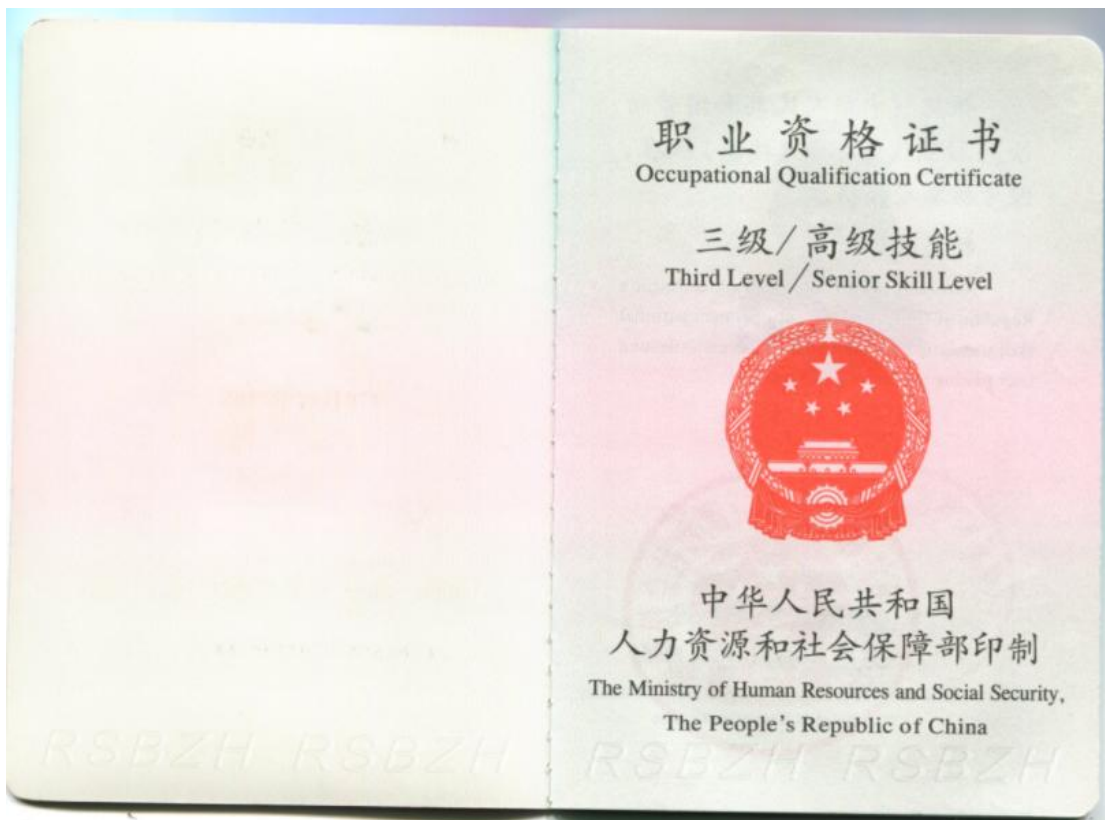 职业资格证书
Occupational Qualification Certificate
三级/高级技能
Third Level/Senior Skill Level
中华人民共和国
人力资源和社会保障部印制
The Ministry of Human Resources and Social Security,
The People's Republic of China
RSBZH RSBZH RSBZH RSBZH